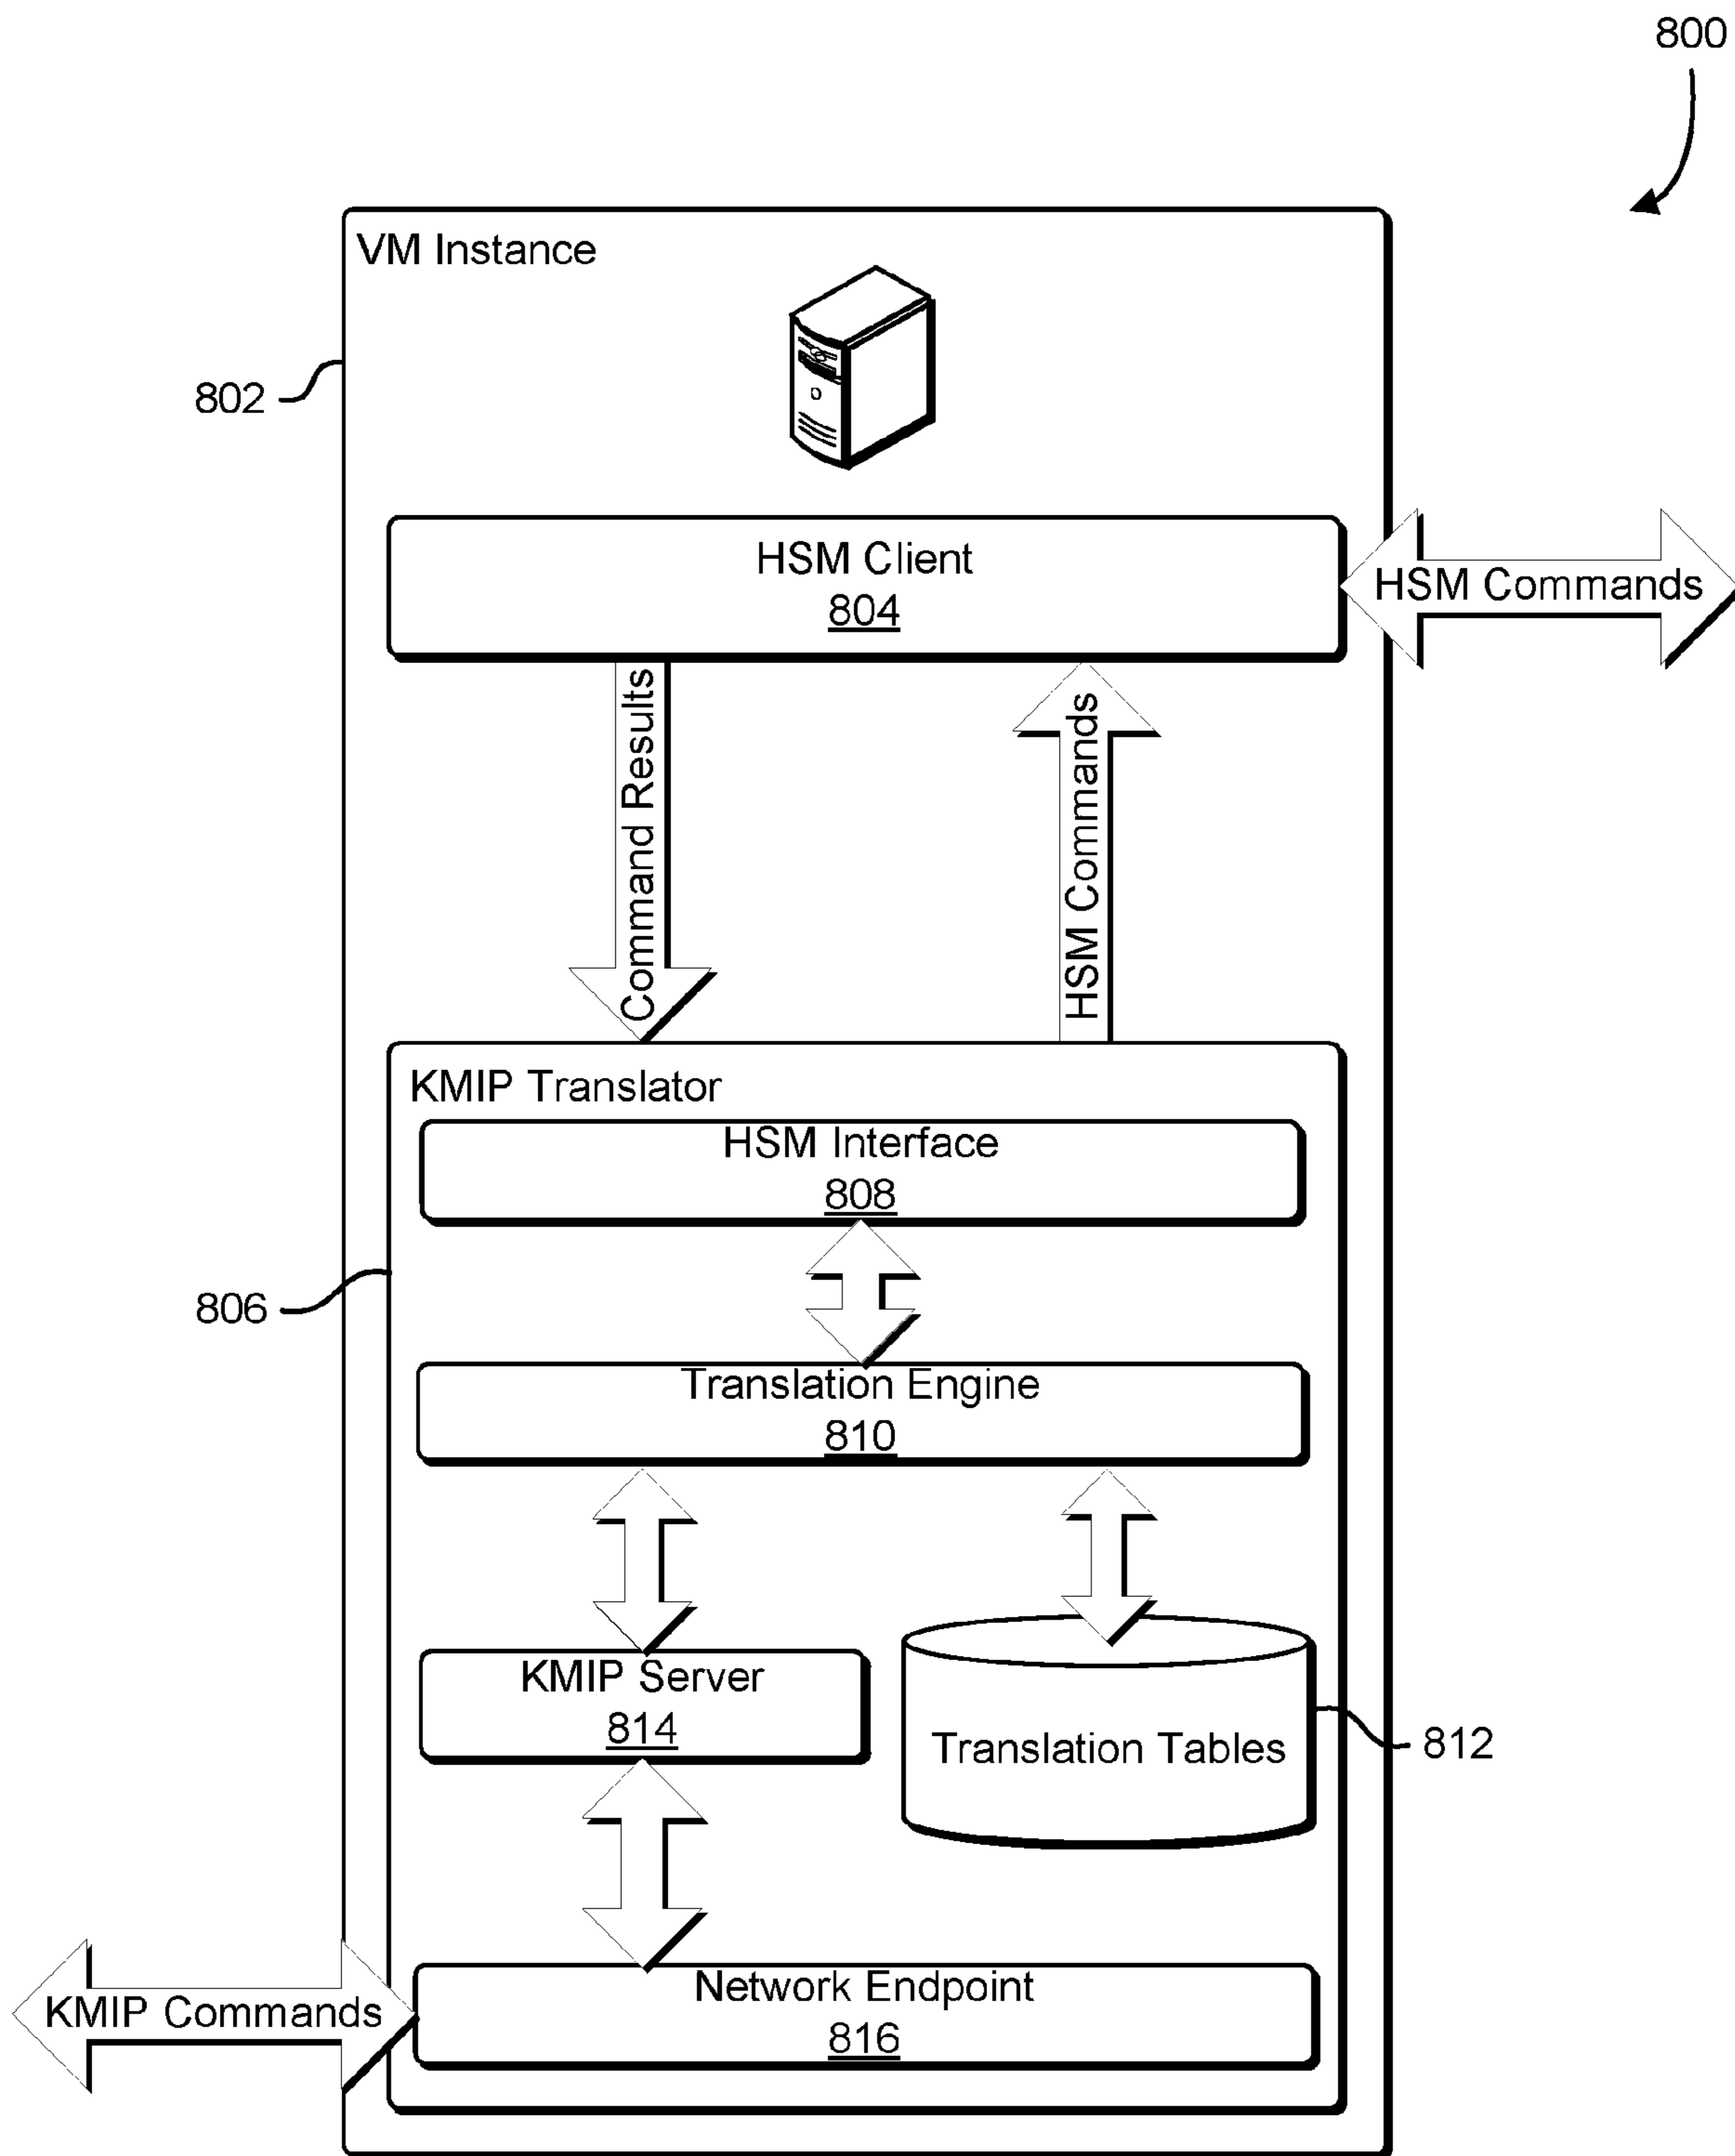 800
VM Instance
802
HSM Client
804
HSM Commands
Command Results
HSM Commands
KMIP Translator
HSM Interface
808
806
Translation Engine
810
KMIP Server
814
Translation Tables
812
Network Endpoint
816
KMIP Commands